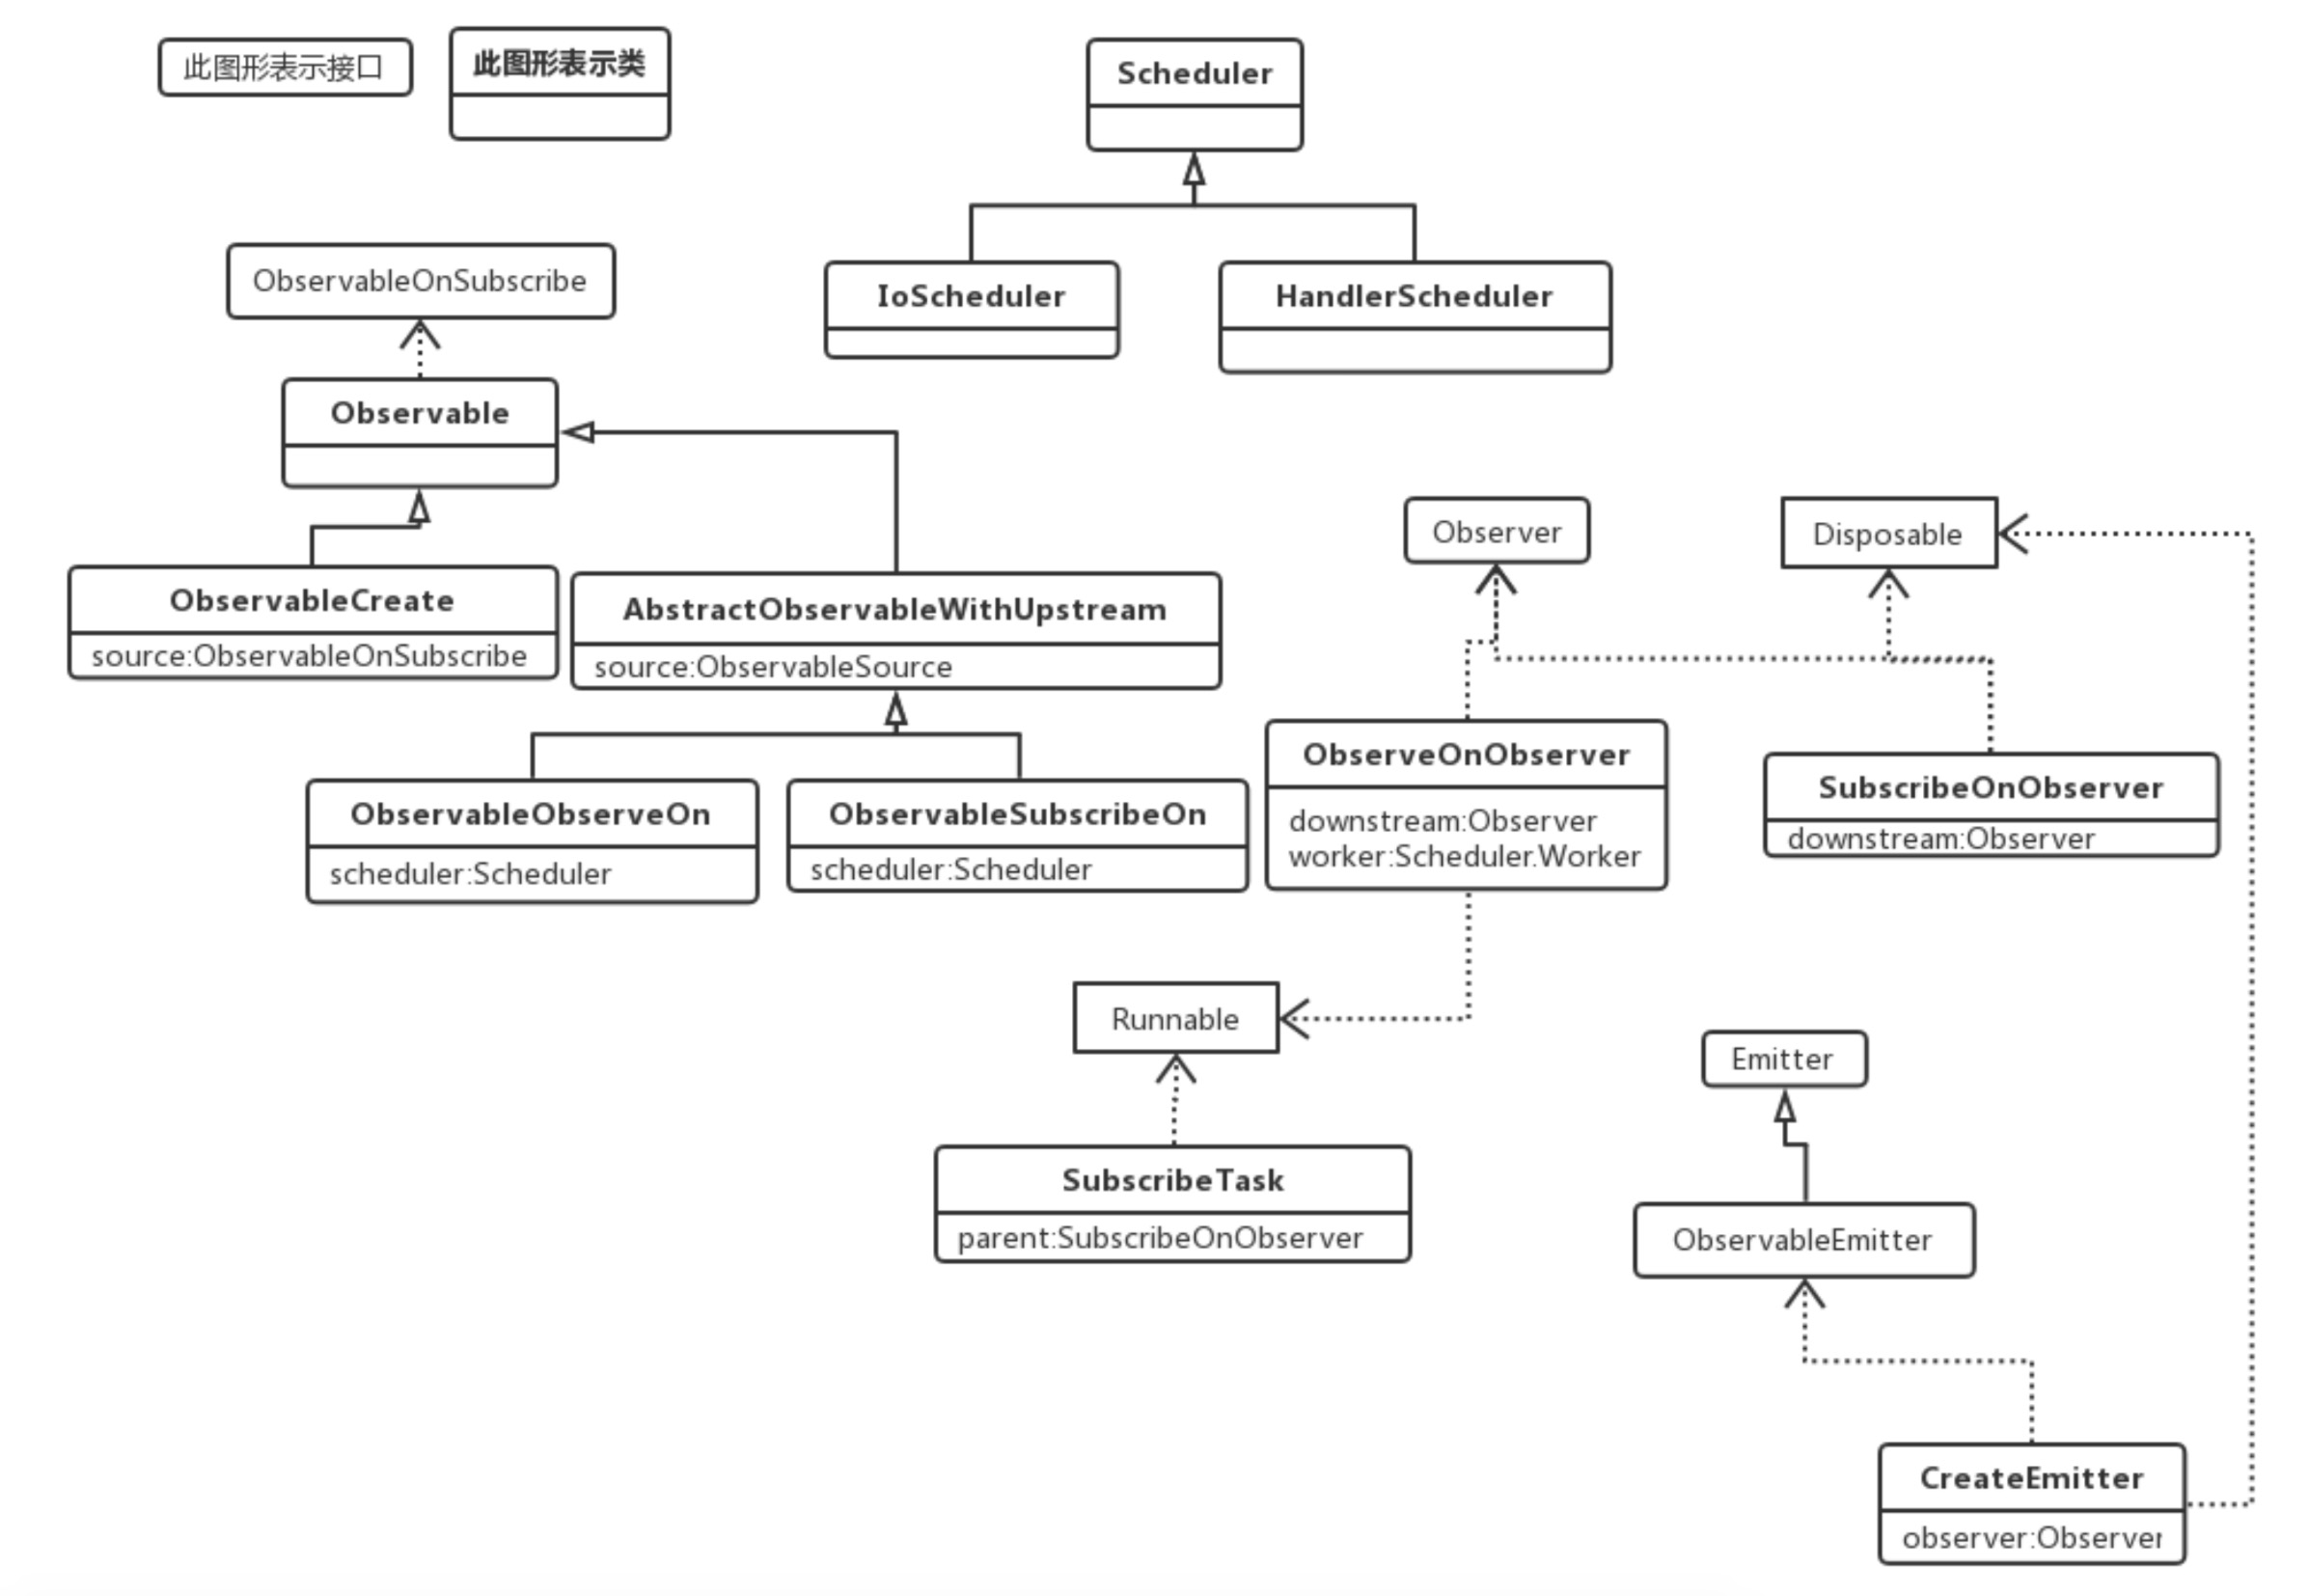 此图形表示接口
此图形表示类
Scheduler
ObservableOnSubscribe
IoScheduler
HandlerScheduler
Observable
Observer
Disposable
ObservableCreate
source:ObservableOnSubscribe
AbstractObservableWithUpstream
source:ObservableSource
ObserveOnObserver
downstream:Observer
worker:Scheduler.Worker
SubscribeOnObserver
downstream:Observer
ObservableObserveOn
scheduler:Scheduler
ObservableSubscribeOn
scheduler:Scheduler
Runnable
Emitter
SubscribeTask
parent:SubscribeOnObserver
ObservableEmitter
CreateEmitter
observer:Observer